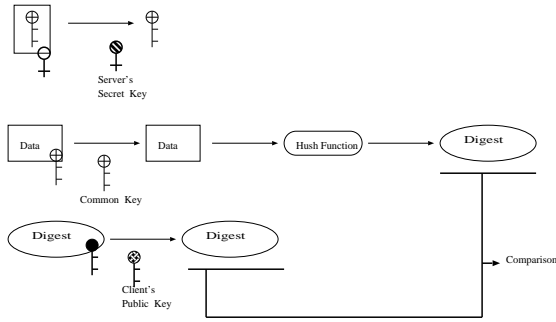 Server's
Secret Key
Data
Data
Hush Function
Digest
Common Key
Digest
Digest
Comparison
Client's
Public Key